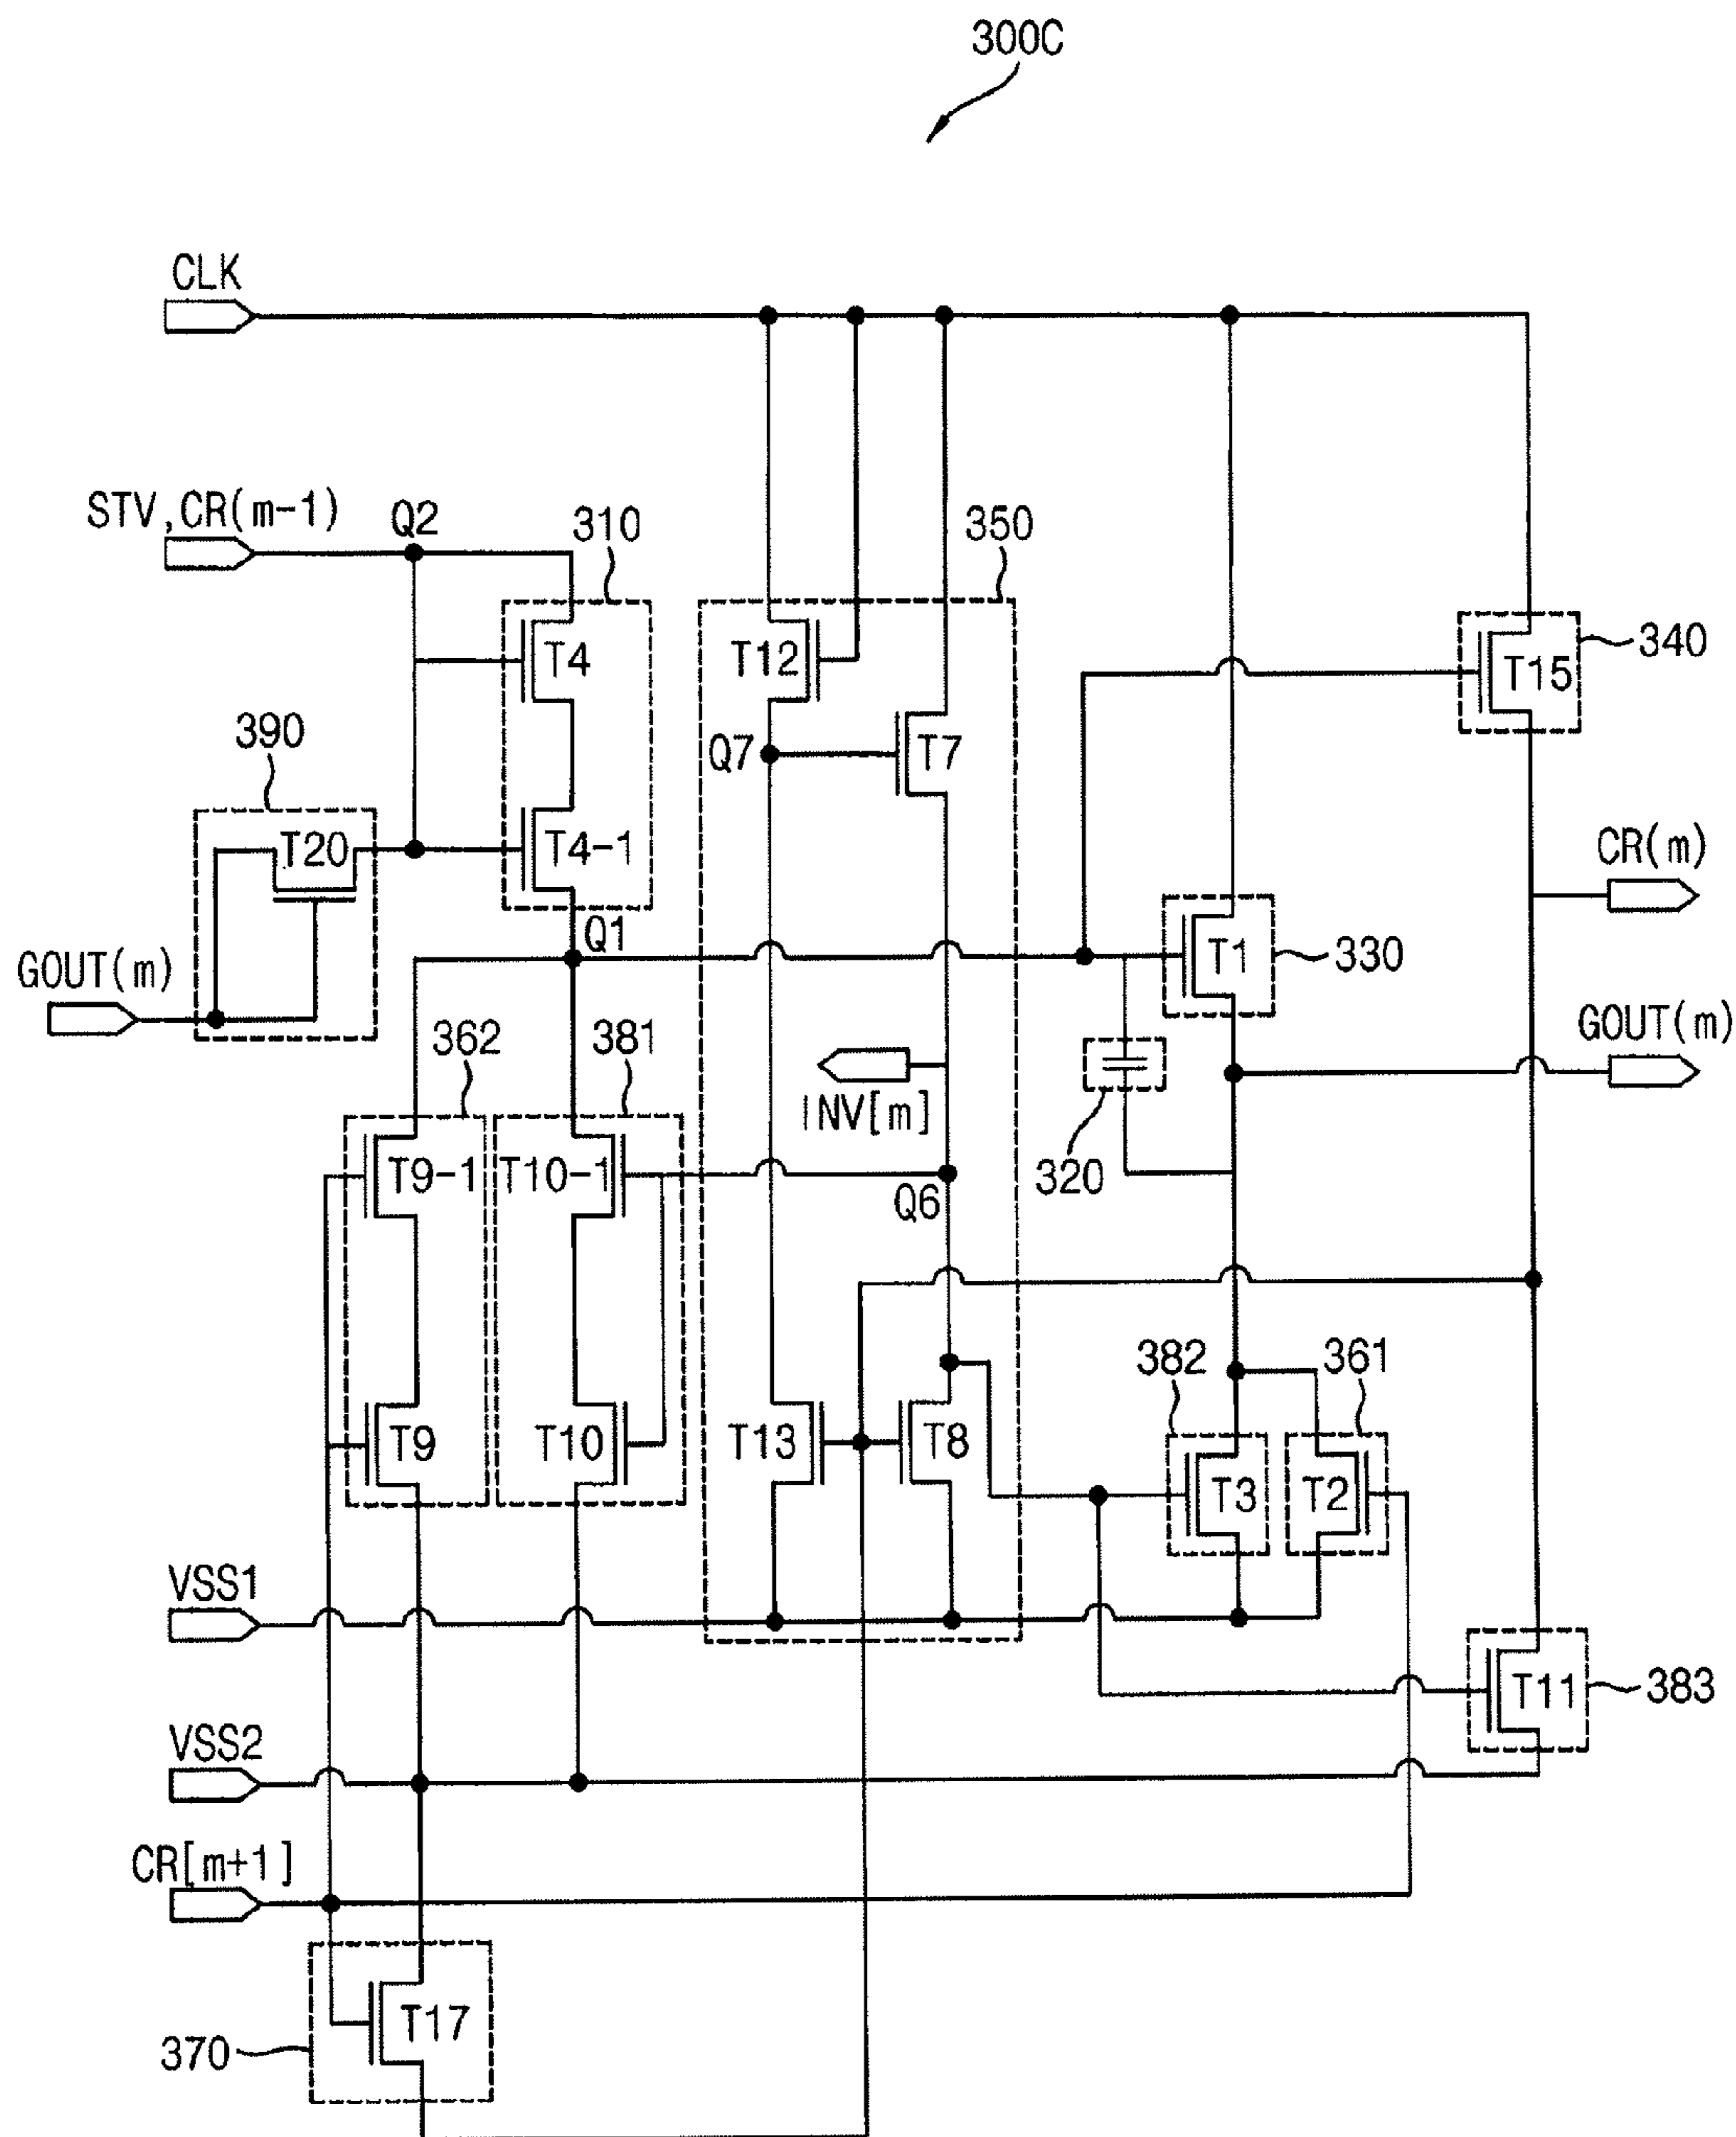 300C
CLK
STV,CR(m-1)
Q2
310
350
T4
T12
T15
340
390
Q7
T7
T20
T4-1
CR(m)
Q1
T1
330
GOUT(m)
362
381
GOUT(m)
INV[m]
320
T9-1
T10-1
Q6
382
361
T9
T10
T13
T8
T3
T2
VSS1
T11
383
VSS2
CR[m+1]
T17
370